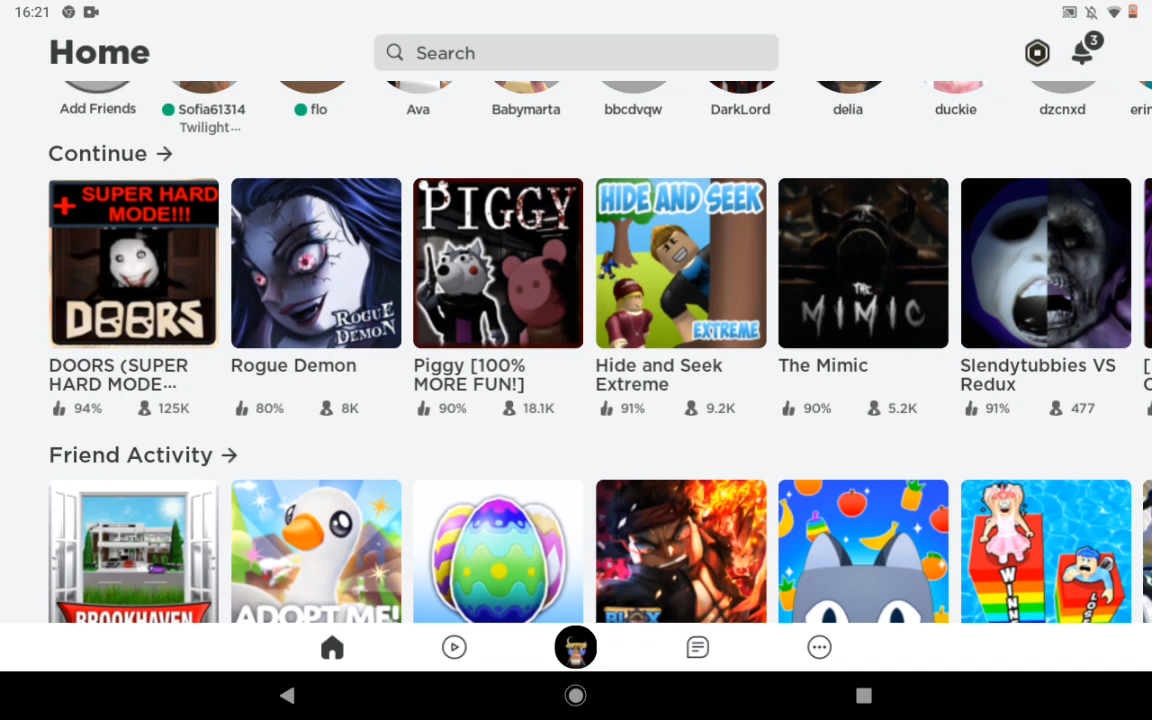 16:21
Home
Search
3
Add Friends
Sofia61314
flo
Ava
Babymarta
bbcdvqw
DarkLord
delia
duckie
dzcnxd
Twilight...
Continue →
+ SUPER HARD
MODE!!!
DOORS
ROGUE
DEMON
PIGGY
HIDE AND SEEK
EXTREME
THE
MIMIC
DOORS (SUPER
HARD MODE...
Rogue Demon
Piggy [100%
MORE FUN!]
Hide and Seek
Extreme
The Mimic
Slendytubbies VS
Redux
94% 125K
80% 8K
90% 18.1K
91% 9.2K
90% 5.2K
91% 477
Friend Activity →
BROOKHAVEN
ADOPT ME!
BLOX